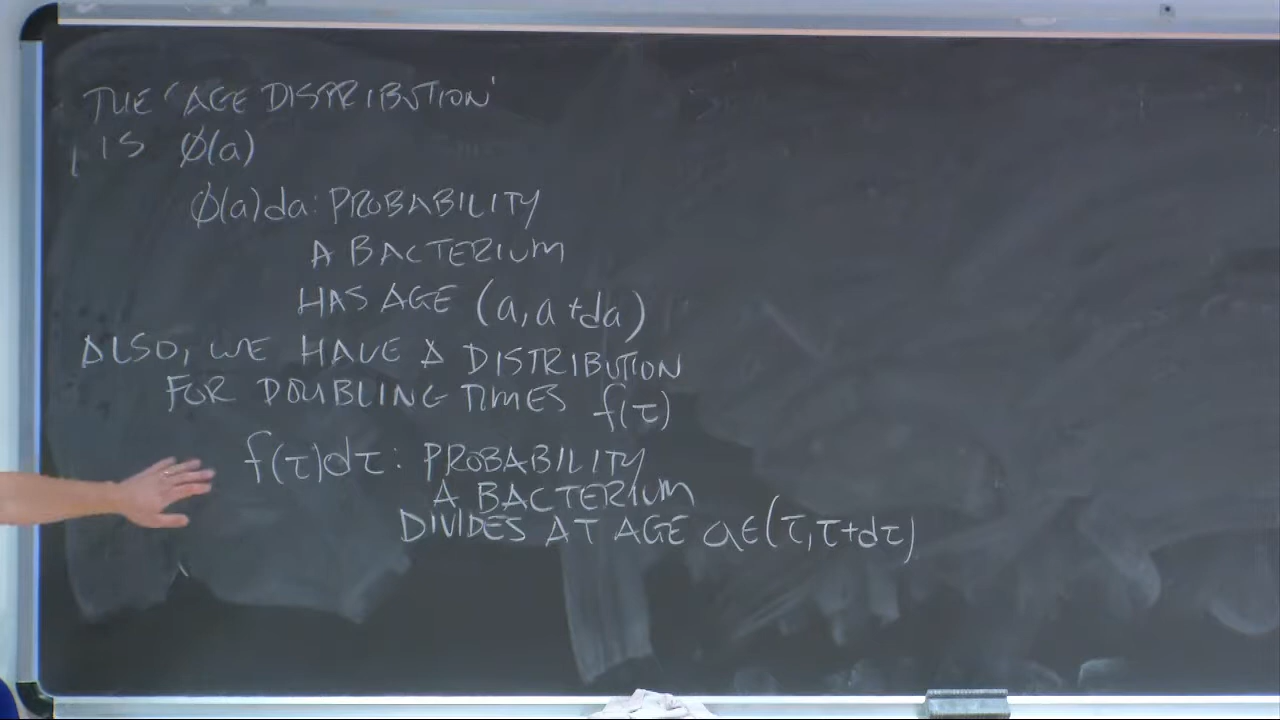 THE 'AGE DISTRIBUTION'
IS ϕ(a)
ϕ(a)da: PROBABILITY
A BACTERIUM
HAS AGE (a, a+da)
ALSO, WE HAVE A DISTRIBUTION
FOR DOUBLING TIMES f(τ)
f(τ)dτ: PROBABILITY
A BACTERIUM
DIVIDES AT AGE a∈(τ,τ+dτ)